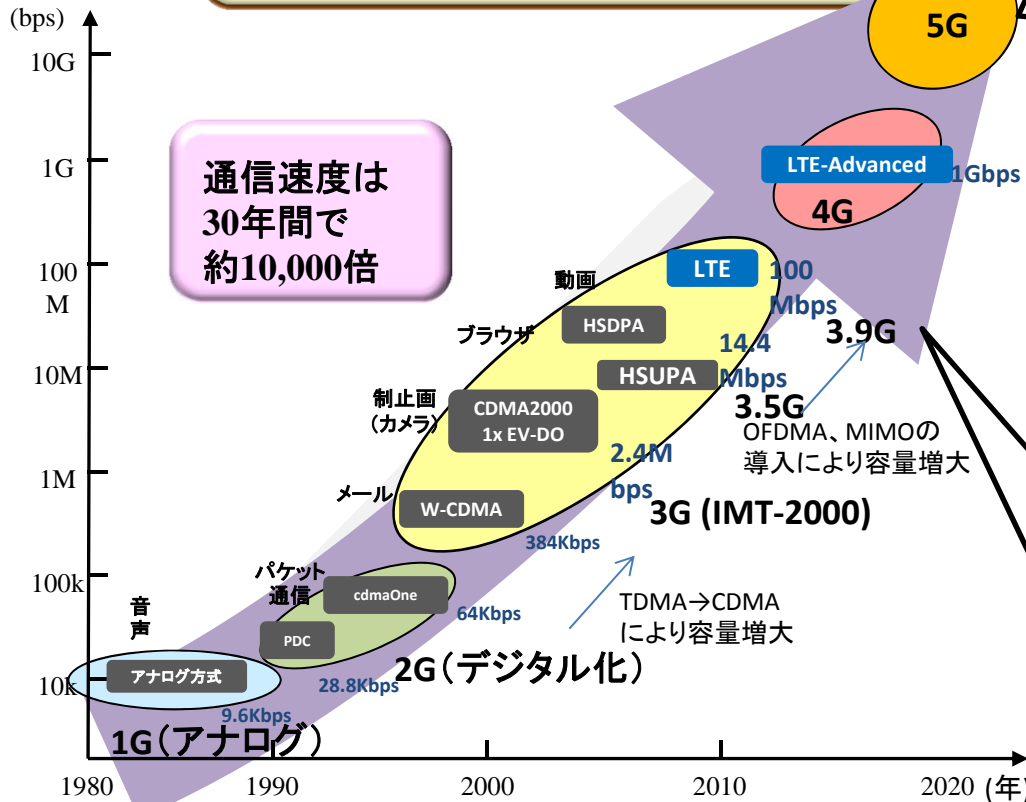 (bps)
10G
1G
100
M
10M
1M
100k
10k
5G
通信速度は
30年間で
約10,000倍
LTE-Advanced
1Gbps
4G
動画
LTE
100
Mbps
ブラウザ
HSDPA
3.9G
14.4
Mbps
HSUPA
3.5G
制止画
(カメラ)
CDMA2000
1x EV-DO
OFDMA、MIMOの
導入により容量増大
2.4M
bps
メール
W-CDMA
3G (IMT-2000)
384Kbps
パケット
通信
cdmaOne
64Kbps
TDMA→CDMA
により容量増大
音
声
PDC
2G(デジタル化)
28.8Kbps
アナログ方式
9.6Kbps
1G(アナログ)
1980
1990
2000
2010
2020
(年)